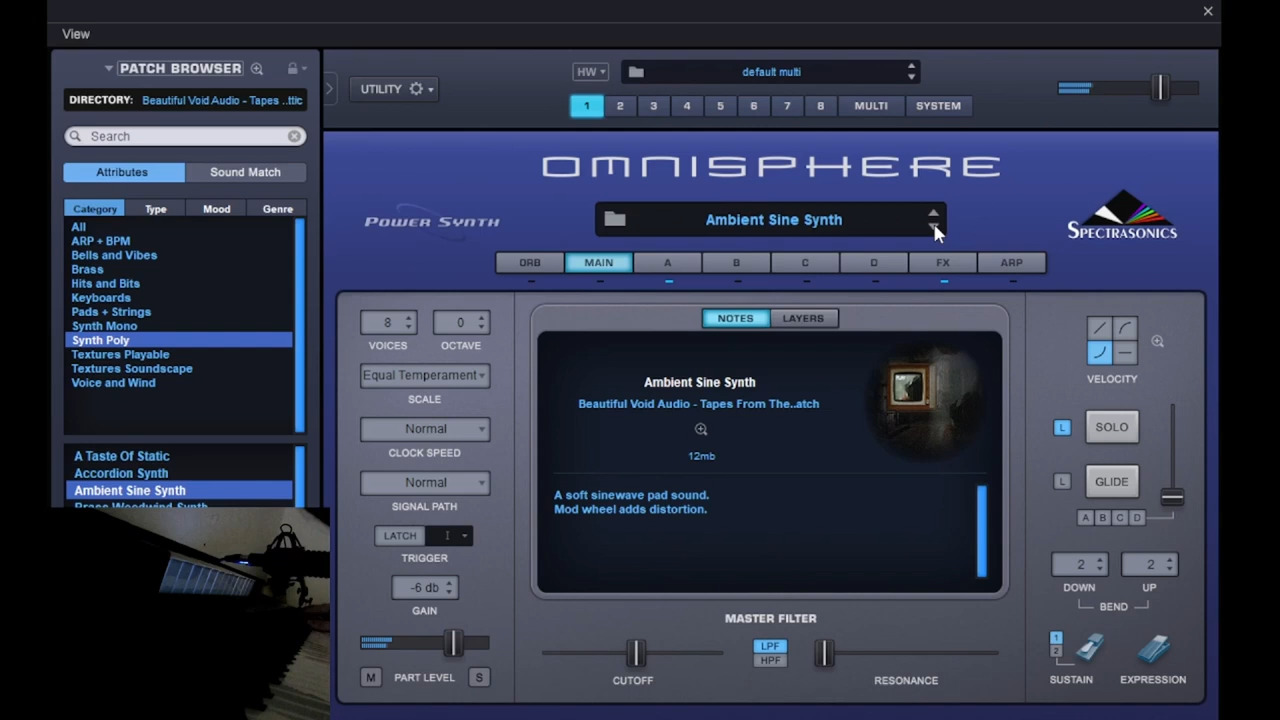 View
PATCH BROWSER
DIRECTORY: Beautiful Void Audio - Tapes ..ttic
Search
Attributes Sound Match
Category Type Mood Genre
All
ARP + BPM
Bells and Vibes
Brass
Hits and Bits
Keyboards
Pads + Strings
Synth Mono
Synth Poly
Textures Playable
Textures Soundscape
Voice and Wind
A Taste Of Static
Accordion Synth
Ambient Sine Synth
Brass Woodwind Synth
UTILITY
HW
default multi
1 2 3 4 5 6 7 8 MULTI SYSTEM
OMNISPHERE
POWER SYNTH
Ambient Sine Synth
SPECTRASONICS
ORB MAIN A B C D FX ARP
8 0
VOICES OCTAVE
Equal Temperament
SCALE
Normal
CLOCK SPEED
Normal
SIGNAL PATH
LATCH I
TRIGGER
-6 db
GAIN
M PART LEVEL S
NOTES LAYERS
Ambient Sine Synth
Beautiful Void Audio - Tapes From The..atch
12mb
A soft sinewave pad sound.
Mod wheel adds distortion.
MASTER FILTER
LPF
HPF
CUTOFF RESONANCE
VELOCITY
L SOLO
L GLIDE
A B C D
2 2
DOWN UP
BEND
1
2
SUSTAIN EXPRESSION